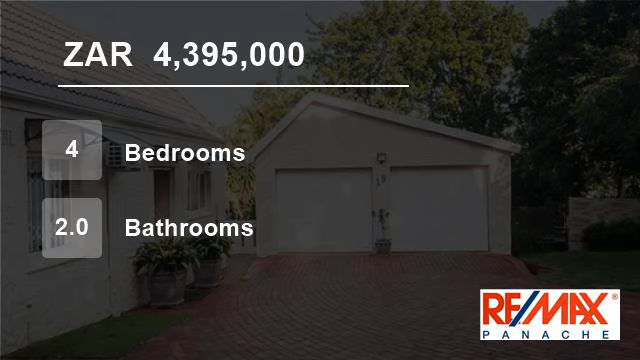 ZAR 4,395,000
4
Bedrooms
2.0
Bathrooms
RE/MAX®
PANACHE